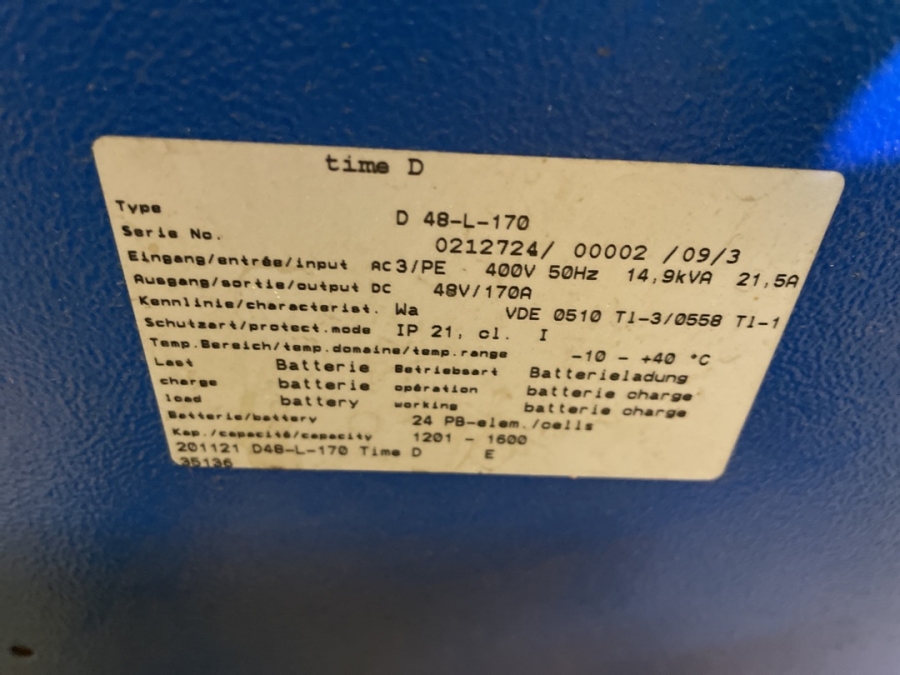 time D
Type D 48-L-170
Serie No. 0212724/ 00002 /09/3
Eingang/entrée/input AC 3/PE 400V 50Hz 14,9kVA 21,5A
Ausgang/sortie/output DC 48V/170A
Kennlinie/characterist. Wa VDE 0510 Tl-3/0558 Tl-1
Schutzart/protect.mode IP 21, cl. I
Temp.Bereich/temp.domaine/temp.range -10 - +40 °C
Last Batterie Betriebsart Batterieladung
charge batterie opération batterie charge
load battery working batterie charge
Batterie/battery 24 PB-elem./cells
Kap./capacité/capacity 1201 - 1600
201121 D48-L-170 Time D E
35136